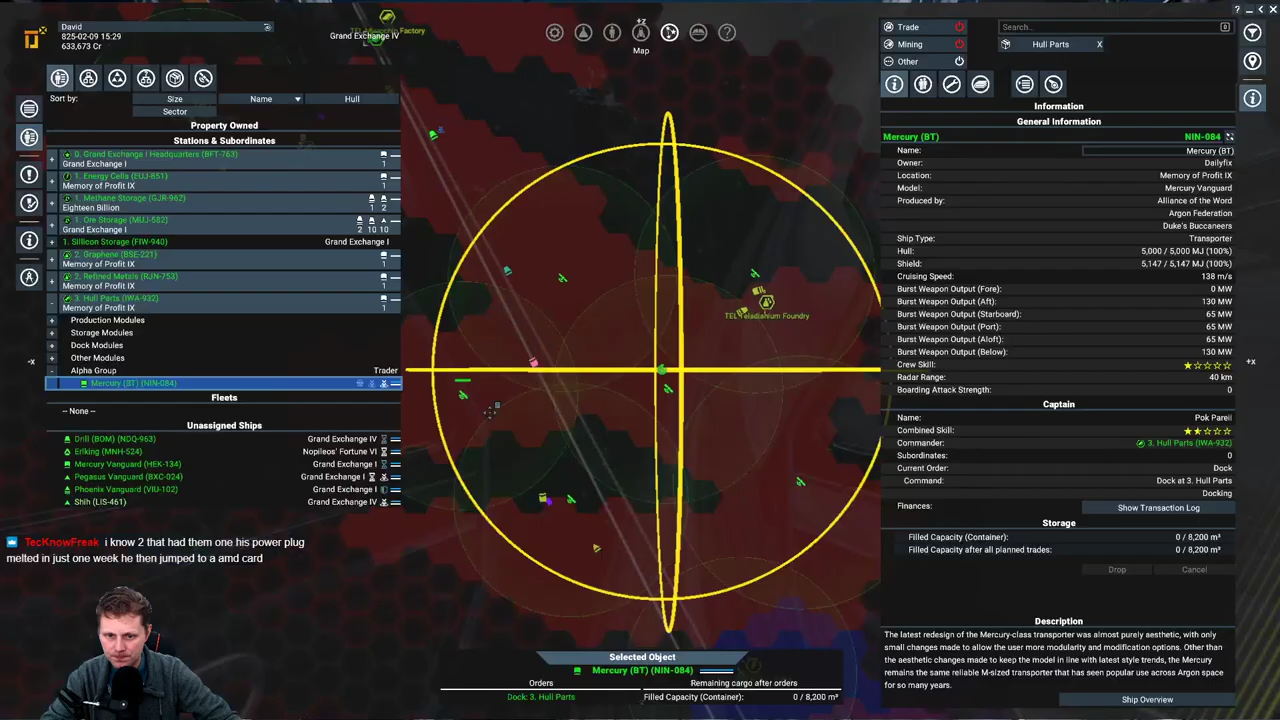 David
825-02-09 15:29
633,673 Cr
Grand Exchange IV
+Z
Map
Sort by:
Size
Name
Hull
Sector
Property Owned
Stations & Subordinates
0. Grand Exchange I Headquarters (BFT-763)
Grand Exchange I
1
1. Energy Cells (EUJ-851)
Memory of Profit IX
1
1. Methane Storage (GJR-962)
Eighteen Billion
1 2
1. Ore Storage (MUJ-582)
Grand Exchange I
2 10 10
1. Sillicon Storage (FIW-940)
Grand Exchange I
2. Graphene (BSE-221)
Memory of Profit IX
1
2. Refined Metals (RJN-753)
Memory of Profit IX
1
3. Hull Parts (IWA-932)
Memory of Profit IX
1
Production Modules
Storage Modules
Dock Modules
Other Modules
Alpha Group
Trader
Mercury (BT) (NIN-084)
Fleets
-- None --
Unassigned Ships
Drill (BOM) (NDQ-963)
Grand Exchange IV
Erlking (MNH-524)
Nopileos' Fortune VI
Mercury Vanguard (HEK-134)
Grand Exchange I
Pegasus Vanguard (BXC-024)
Grand Exchange I
Phoenix Vanguard (VIU-102)
Grand Exchange I
Shih (LIS-461)
Grand Exchange IV
TecKnowFreak i know 2 that had them one his power plug
melted in just one week he then jumped to a amd card
-X
TEL Teladianium Foundry
+X
Selected Object
Mercury (BT) (NIN-084)
Orders
Remaining cargo after orders
Dock: 3. Hull Parts
Filled Capacity (Container):
0 / 8,200 m³
Trade
Mining
Other
Search...
Hull Parts
X
Information
General Information
Mercury (BT)
NIN-084
Name:
Mercury (BT)
Owner:
Dailyfix
Location:
Memory of Profit IX
Model:
Mercury Vanguard
Produced by:
Alliance of the Word
Argon Federation
Duke's Buccaneers
Ship Type:
Transporter
Hull:
5,000 / 5,000 MJ (100%)
Shield:
5,147 / 5,147 MJ (100%)
Cruising Speed:
138 m/s
Burst Weapon Output (Fore):
0 MW
Burst Weapon Output (Aft):
130 MW
Burst Weapon Output (Starboard):
65 MW
Burst Weapon Output (Port):
65 MW
Burst Weapon Output (Aloft):
65 MW
Burst Weapon Output (Below):
130 MW
Crew Skill:
Radar Range:
40 km
Boarding Attack Strength:
0
Captain
Name:
Pok Pareil
Combined Skill:
Commander:
3. Hull Parts (IWA-932)
Subordinates:
0
Current Order:
Dock
Command:
Dock at 3. Hull Parts
Docking
Finances:
Show Transaction Log
Storage
Filled Capacity (Container):
0 / 8,200 m³
Filled Capacity after all planned trades:
0 / 8,200 m³
Drop
Cancel
Description
The latest redesign of the Mercury-class transporter was almost purely aesthetic, with only
small changes made to allow the user more modularity and modification options. Other than
the aesthetic changes made to keep the model in line with latest style trends, the Mercury
remains the same reliable M-sized transporter that has seen popular use across Argon space
for so many years.
Ship Overview